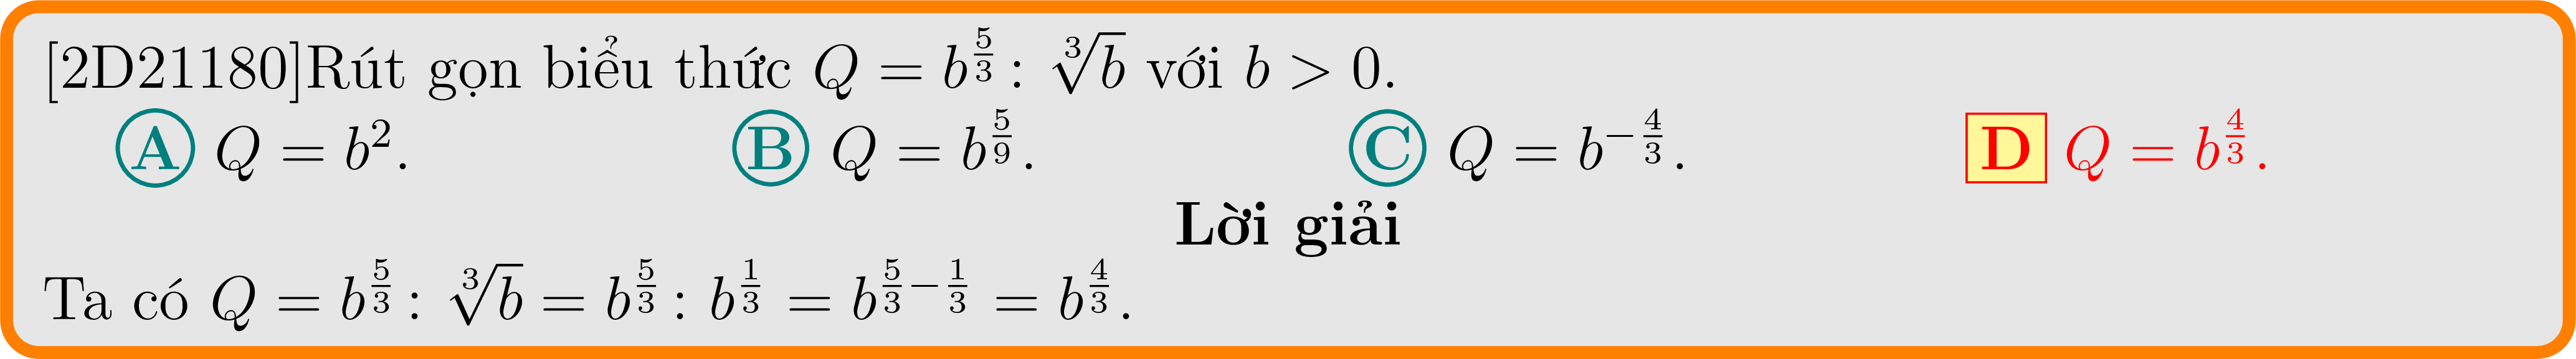 [2D21180]Rút gọn biểu thức $Q = b^{\frac{5}{3}} : \sqrt[3]{b}$ với $b > 0$.
A $Q = b^2$. B $Q = b^{\frac{5}{9}}$. C $Q = b^{-\frac{4}{3}}$. D $Q = b^{\frac{4}{3}}$.
Lời giải
Ta có $Q = b^{\frac{5}{3}} : \sqrt[3]{b} = b^{\frac{5}{3}} : b^{\frac{1}{3}} = b^{\frac{5}{3} - \frac{1}{3}} = b^{\frac{4}{3}}$.